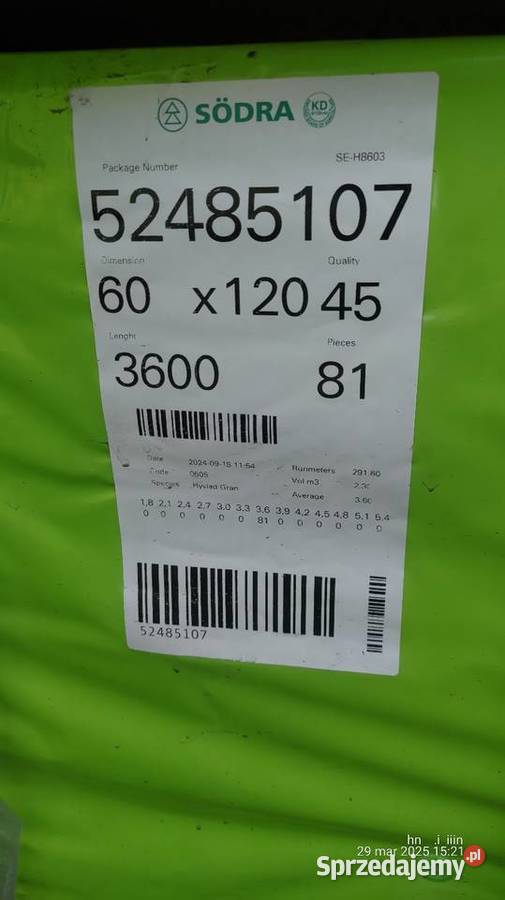 SÖDRA KD
SE-H8603
Package Number
52485107
Dimension Quality
60 x120 45
Lenght Pieces
3600 81
Date 2024-09-15 11:54 Runmeters 291.60
Code 0605 Vol m3
Species Hyvlad Gran Average 3.60
1,8 2,1 2,4 2,7 3,0 3,3 3,6 3,9 4,2 4,5 4,8 5,1 5,4
0 0 0 0 0 0 81 0 0 0 0 0 0
52485107
29 mar 2025 15:21
Sprzedajemy.pl